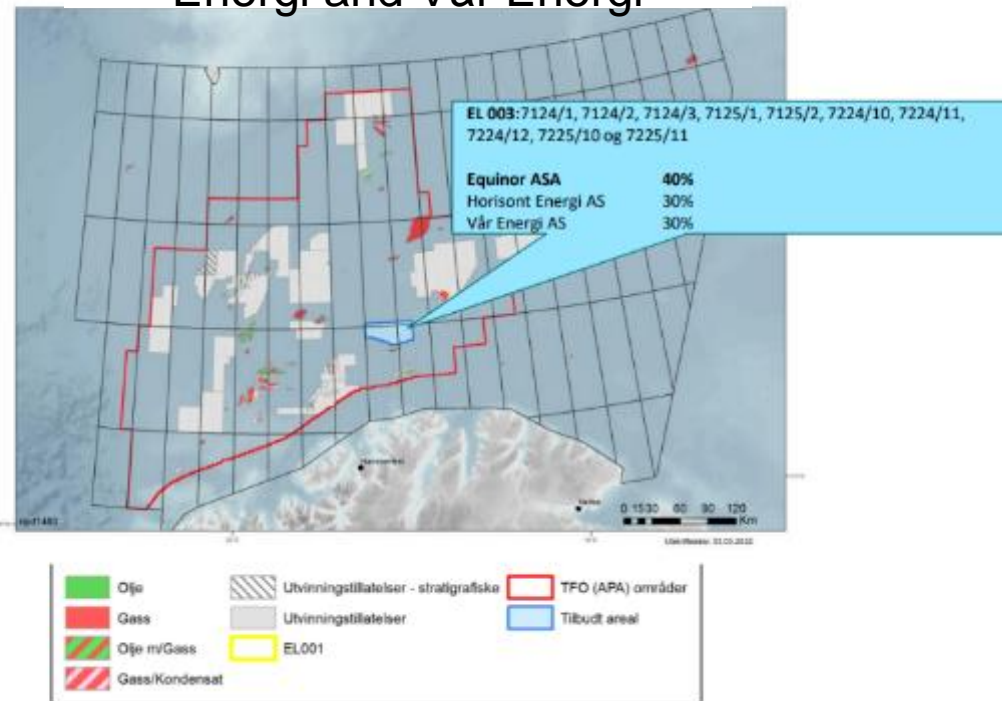 Energi and Vår Energi
EL 003:7124/1, 7124/2, 7124/3, 7125/1, 7125/2, 7224/10, 7224/11,
7224/12, 7225/10 og 7225/11
Equinor ASA 40%
Horisont Energi AS 30%
Vår Energi AS 30%
Hammerfest
0 15 30 60 90 120
Km
Olje
Gass
Olje m/Gass
Gass/Kondensat
Utvinningstillatelser - stratigrafiske
Utvinningstillatelser
EL001
TFO (APA) områder
Tilbudt areal